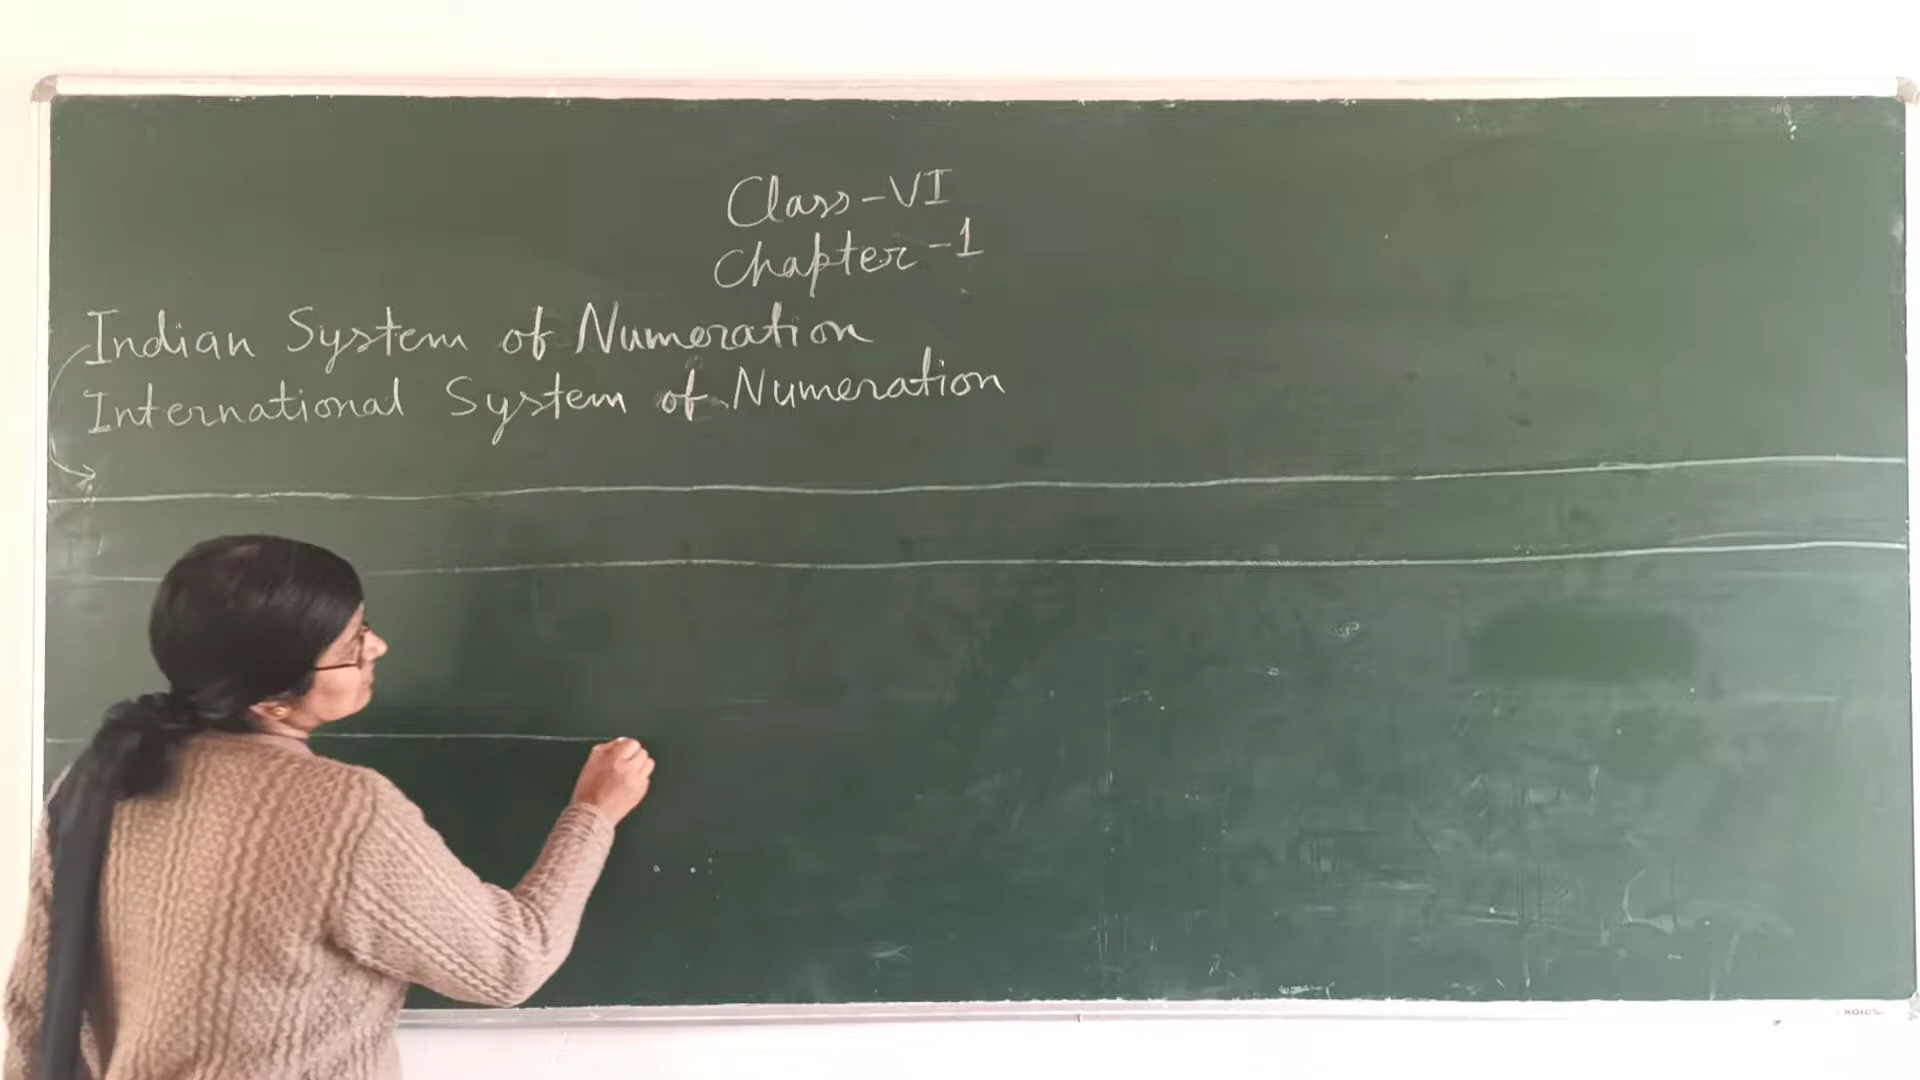 Class-VI
Chapter-1
Indian System of Numeration
International System of Numeration